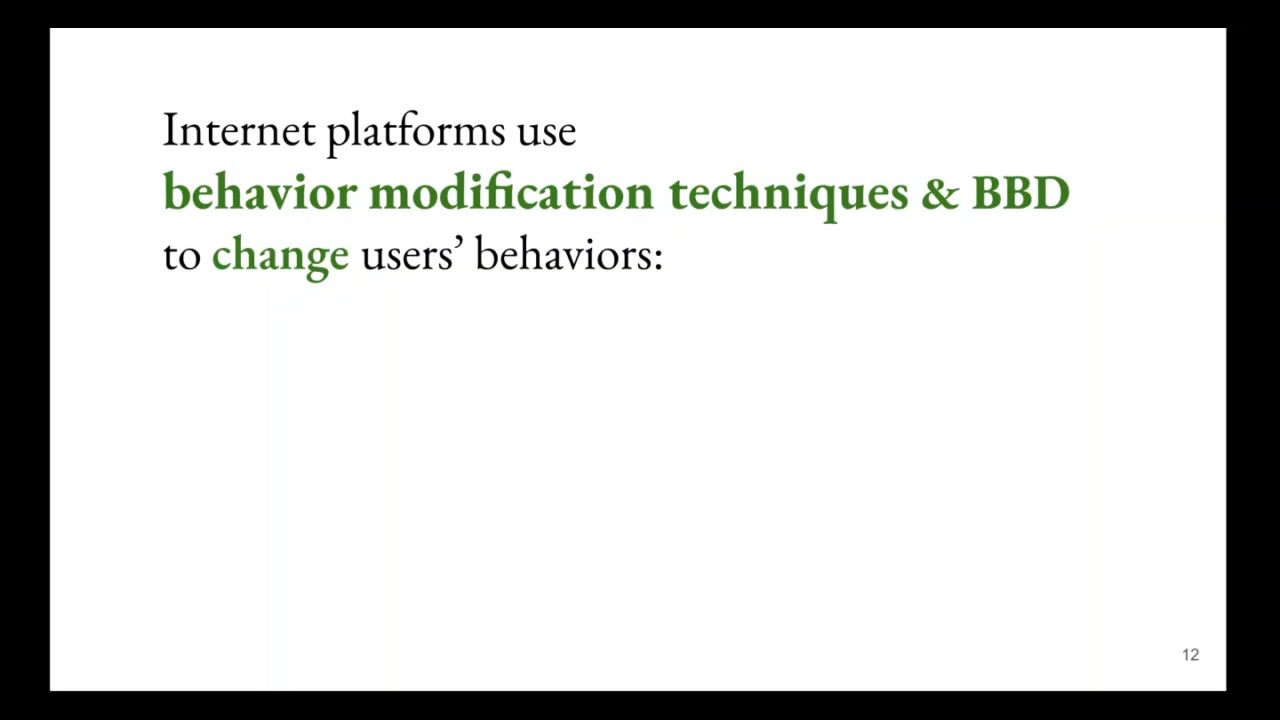 Internet platforms use
behavior modification techniques & BBD
to change users’ behaviors:
12